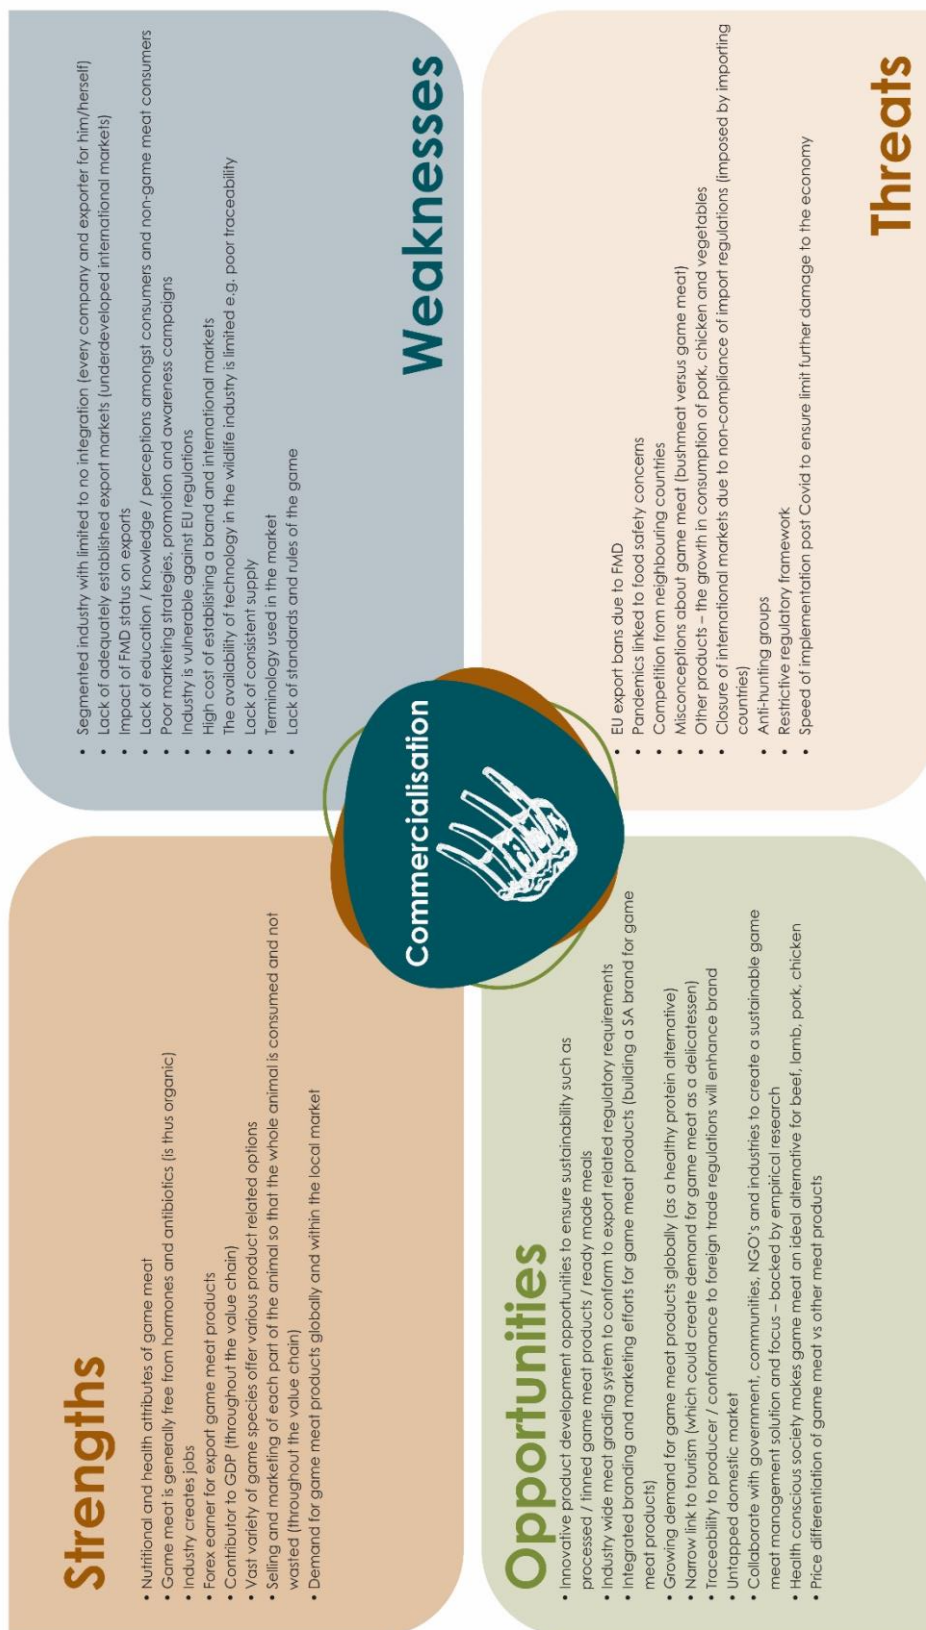 Strengths
• Nutritional and health attributes of game meat
• Game meat is generally free from hormones and antibiotics (is thus organic)
• Industry creates jobs
• Forex earner for export game meat products
• Contributor to GDP (throughout the value chain)
• Vast variety of game species offer various product related options
• Selling and marketing of each part of the animal so that the whole animal is consumed and not
wasted (throughout the value chain)
• Demand for game meat products globally and within the local market
Weaknesses
• Segmented industry with limited to no integration (every company and exporter for him/herself)
• Lack of adequately established export markets (underdeveloped international markets)
• Impact of FMD status on exports
• Lack of education / knowledge / perceptions amongst consumers and non-game meat consumers
• Poor marketing strategies, promotion and awareness campaigns
• Industry is vulnerable against EU regulations
• High cost of establishing a brand and international markets
• The availability of technology in the wildlife industry is limited e.g. poor traceability
• Lack of consistent supply
• Terminology used in the market
• Lack of standards and rules of the game
Commercialisation
Opportunities
• Innovative product development opportunities to ensure sustainability such as
processed / tinned game meat products / ready made meals
• Industry wide meat grading system to conform to export related regulatory requirements
• Integrated branding and marketing efforts for game meat products (building a SA brand for game
meat products)
• Growing demand for game meat products globally (as a healthy protein alternative)
• Narrow link to tourism (which could create demand for game meat as a delicatessen)
• Traceability to producer / conformance to foreign trade regulations will enhance brand
• Untapped domestic market
• Collaborate with government, communities, NGO's and industries to create a sustainable game
meat management solution and focus – backed by empirical research
• Health conscious society makes game meat an ideal alternative for beef, lamb, pork, chicken
• Price differentiation of game meat vs other meat products
• EU export bans due to FMD
• Pandemics linked to food safety concerns
• Competition from neighbouring countries
• Misconceptions about game meat (bushmeat versus game meat)
• Other products – the growth in consumption of pork, chicken and vegetables
• Closure of international markets due to non-compliance of import regulations (imposed by importing
countries)
• Anti-hunting groups
• Restrictive regulatory framework
• Speed of implementation post Covid to ensure limit further damage to the economy
Threats